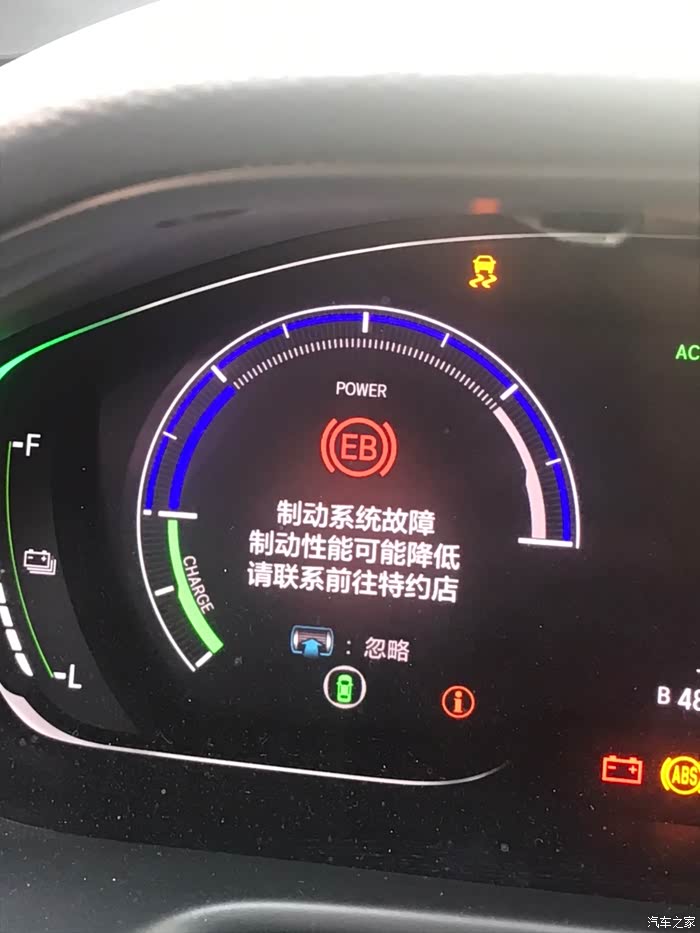 AC
POWER
EB
F
制动系统故障
制动性能可能降低
请联系前往特约店
CHARGE
: 忽略
L
B 48
ABS
汽车之家